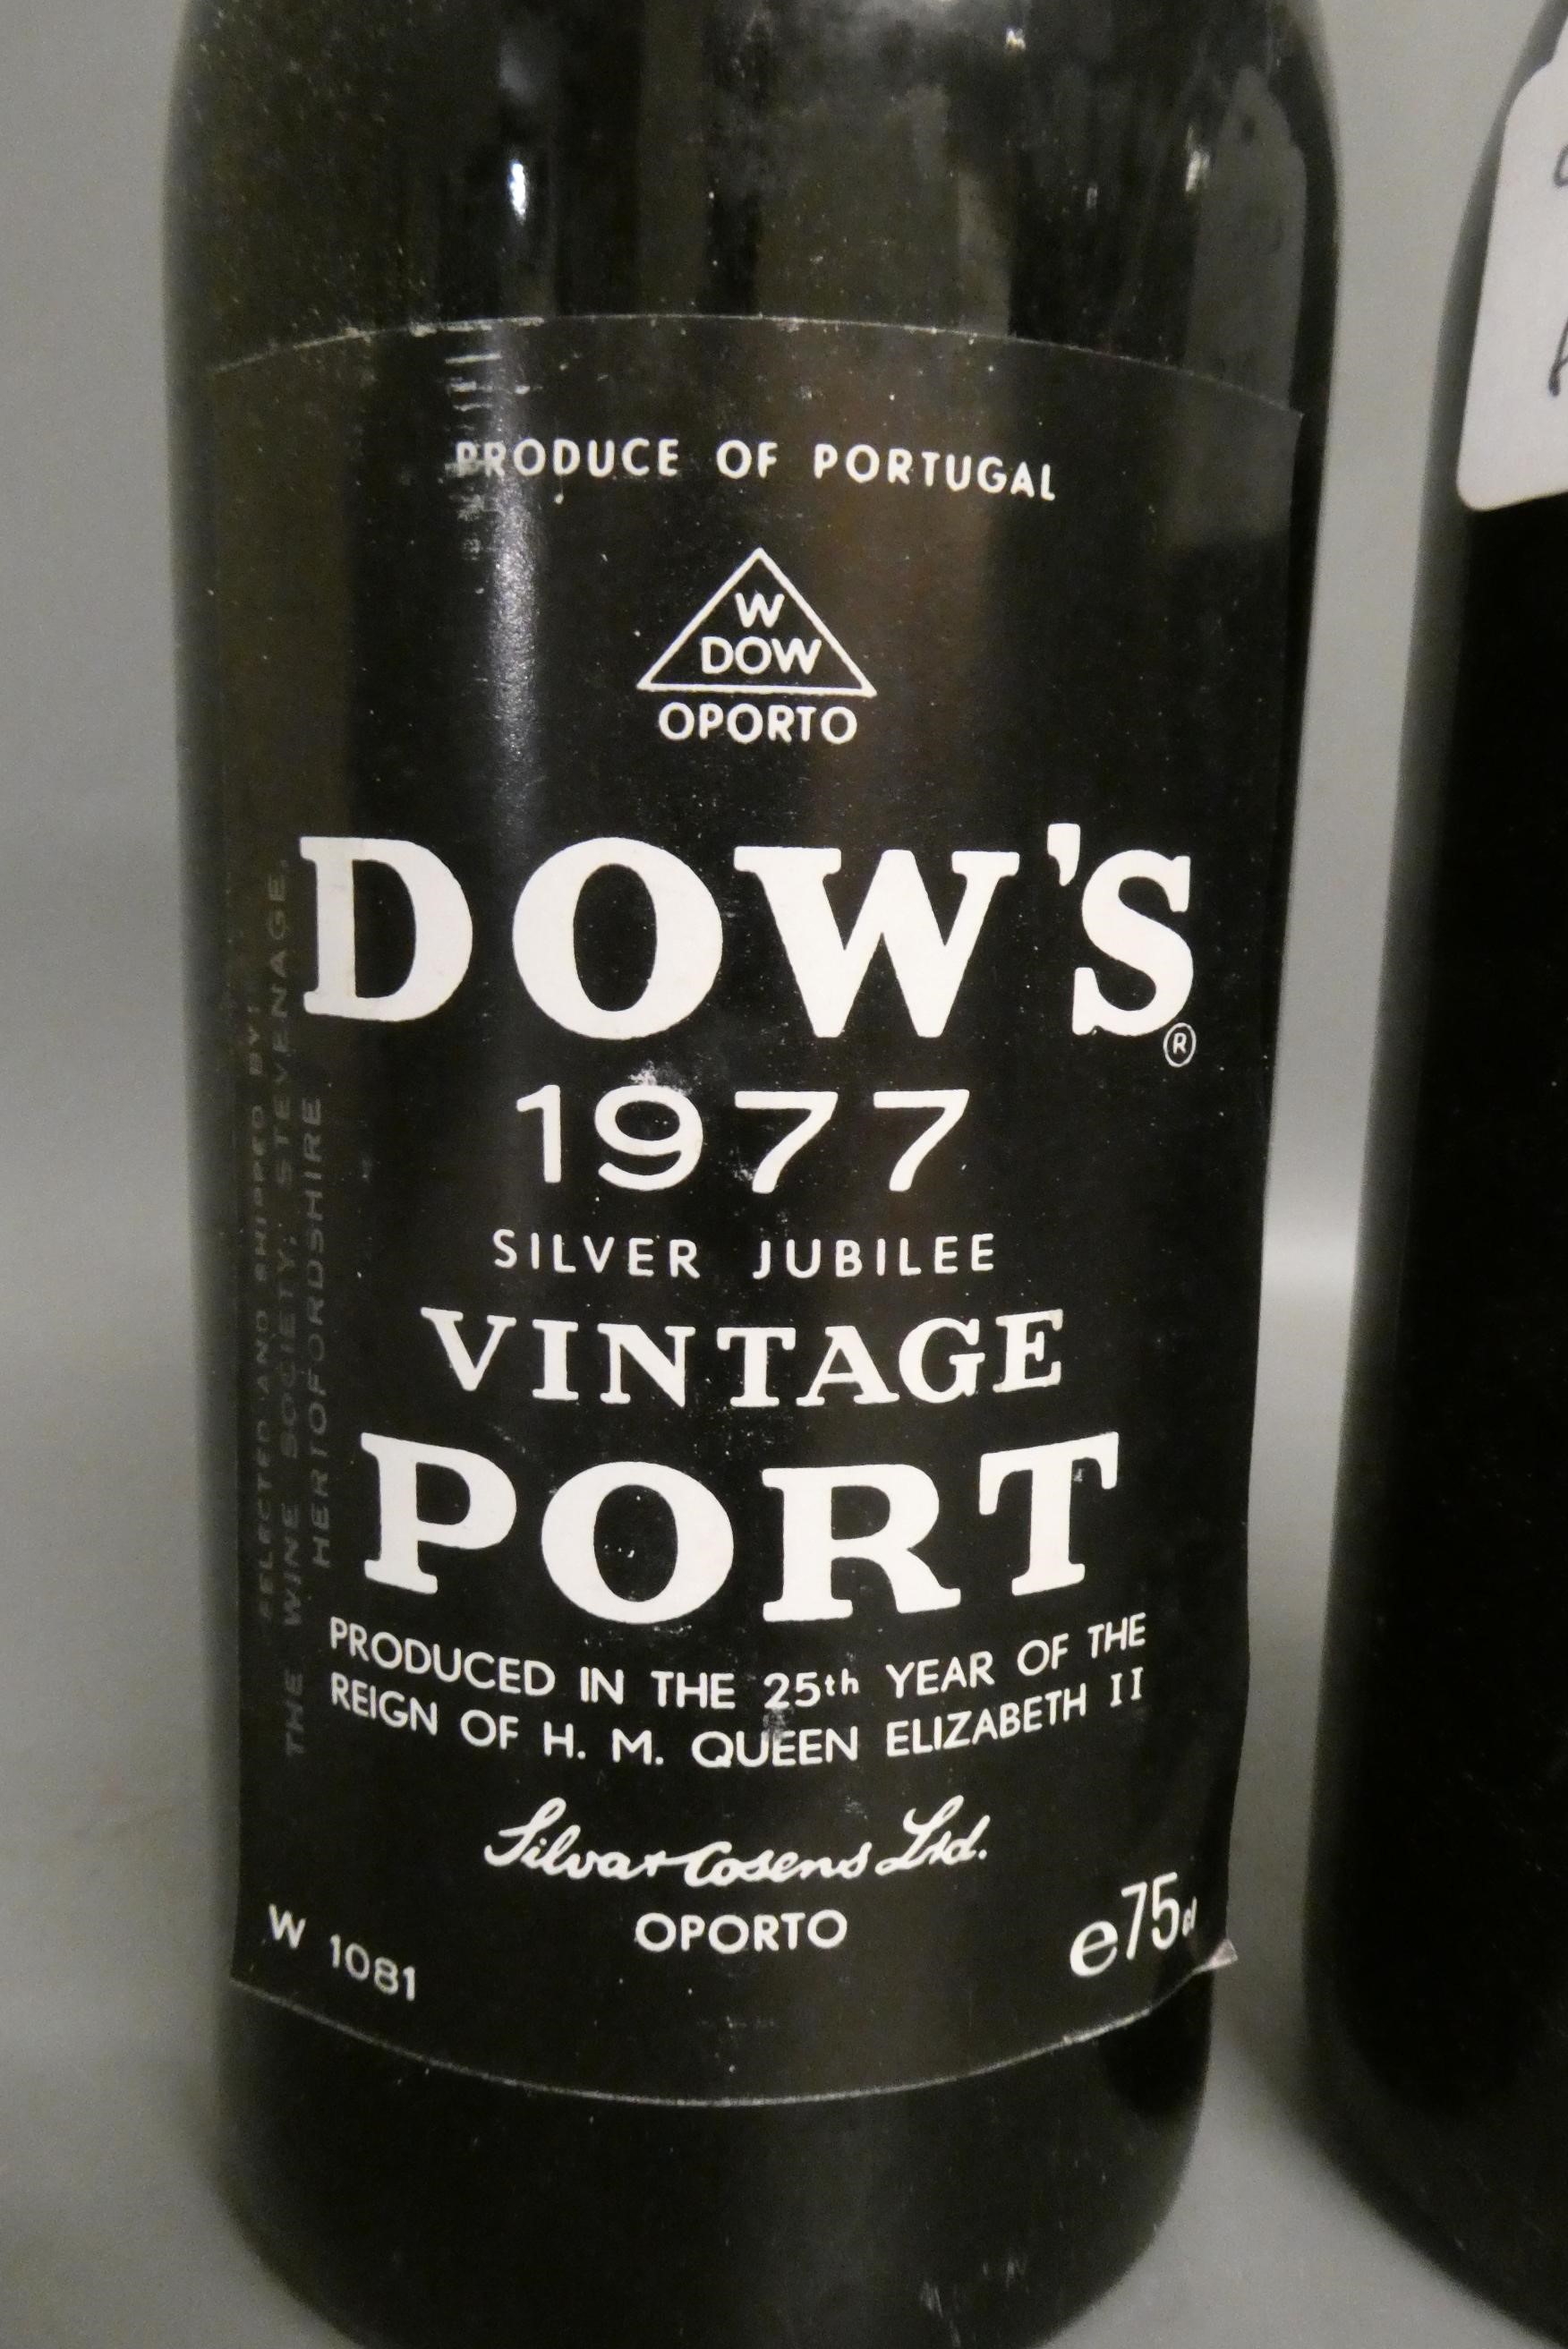 PRODUCE OF PORTUGAL
W
DOW
OPORTO
DOW'S
®
1977
SILVER JUBILEE
VINTAGE
PORT
PRODUCED IN THE 25th YEAR OF THE
REIGN OF H. M. QUEEN ELIZABETH II
Silva & Cosens Ltd.
OPORTO
W 1081
e75cl
SELECTED AND SHIPPED BY:
THE WINE SOCIETY, STEVENAGE,
HERTOFORDSHIRE